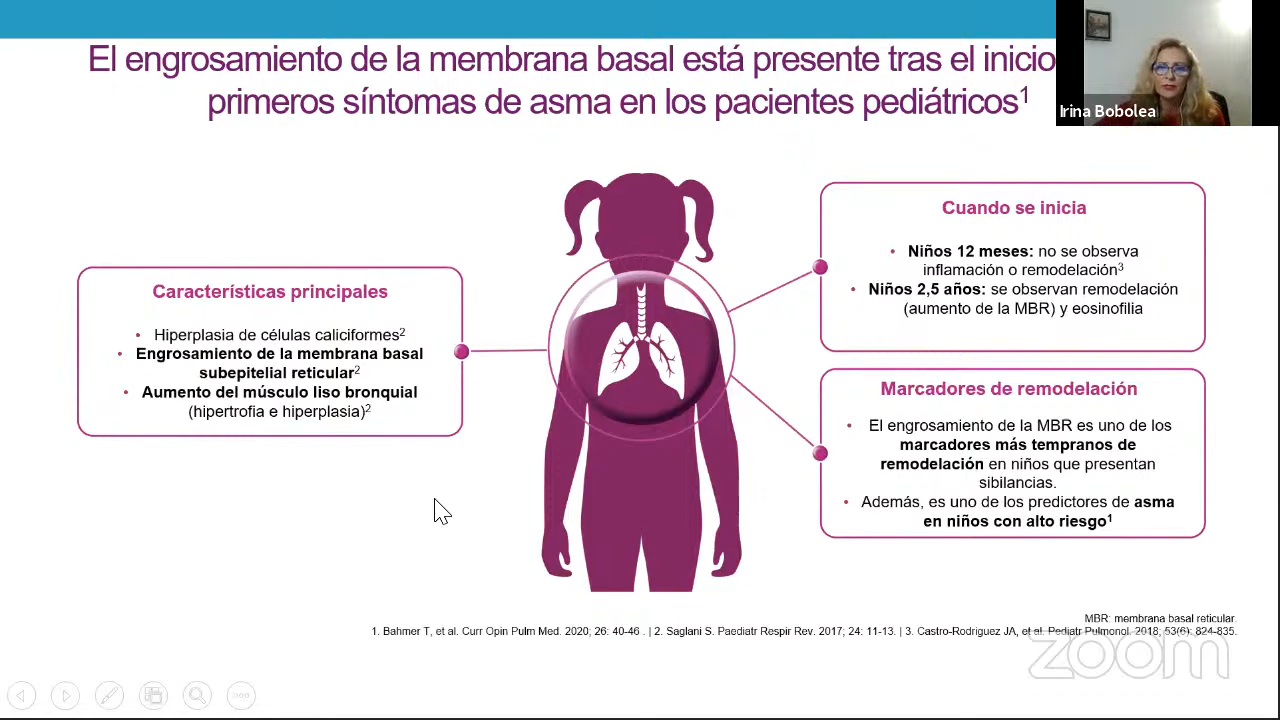 El engrosamiento de la membrana basal está presente tras el inicio
primeros síntomas de asma en los pacientes pediátricos1
Irina Bobolea
Características principales
• Hiperplasia de células caliciformes2
• Engrosamiento de la membrana basal
subepitelial reticular2
• Aumento del músculo liso bronquial
(hipertrofia e hiperplasia)2
Cuando se inicia
• Niños 12 meses: no se observa
inflamación o remodelación3
• Niños 2,5 años: se observan remodelación
(aumento de la MBR) y eosinofilia
Marcadores de remodelación
• El engrosamiento de la MBR es uno de los
marcadores más tempranos de
remodelación en niños que presentan
sibilancias.
• Además, es uno de los predictores de asma
en niños con alto riesgo1
MBR: membrana basal reticular.
1. Bahmer T, et al. Curr Opin Pulm Med. 2020; 26: 40-46 . | 2. Saglani S. Paediatr Respir Rev. 2017; 24: 11-13. | 3. Castro-Rodriguez JA, et al. Pediatr Pulmonol. 2018; 53(6): 824-835.
zoom